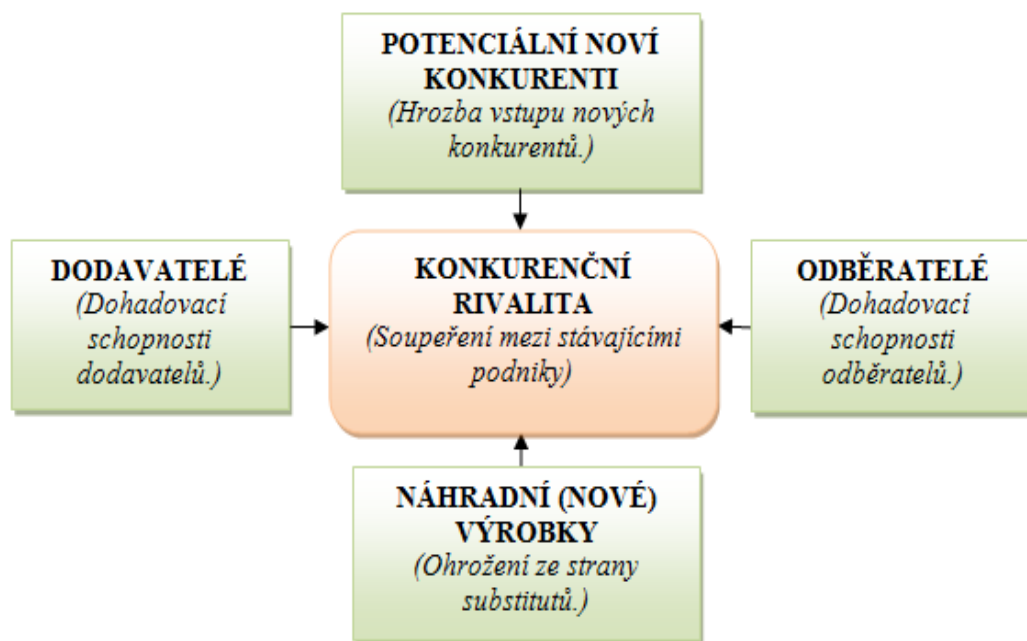 POTENCIÁLNÍ NOVÍ
KONKURENTI
(Hrozba vstupu nových
konkurentů.)
DODAVATELÉ
(Dohadovací
schopnosti
dodavatelů.)
KONKURENČNÍ
RIVALITA
(Soupeření mezi stávajícími
podniky)
ODBĚRATELÉ
(Dohadovací
schopnosti
odběratelů.)
NÁHRADNÍ (NOVÉ)
VÝROBKY
(Ohrožení ze strany
substitutů.)